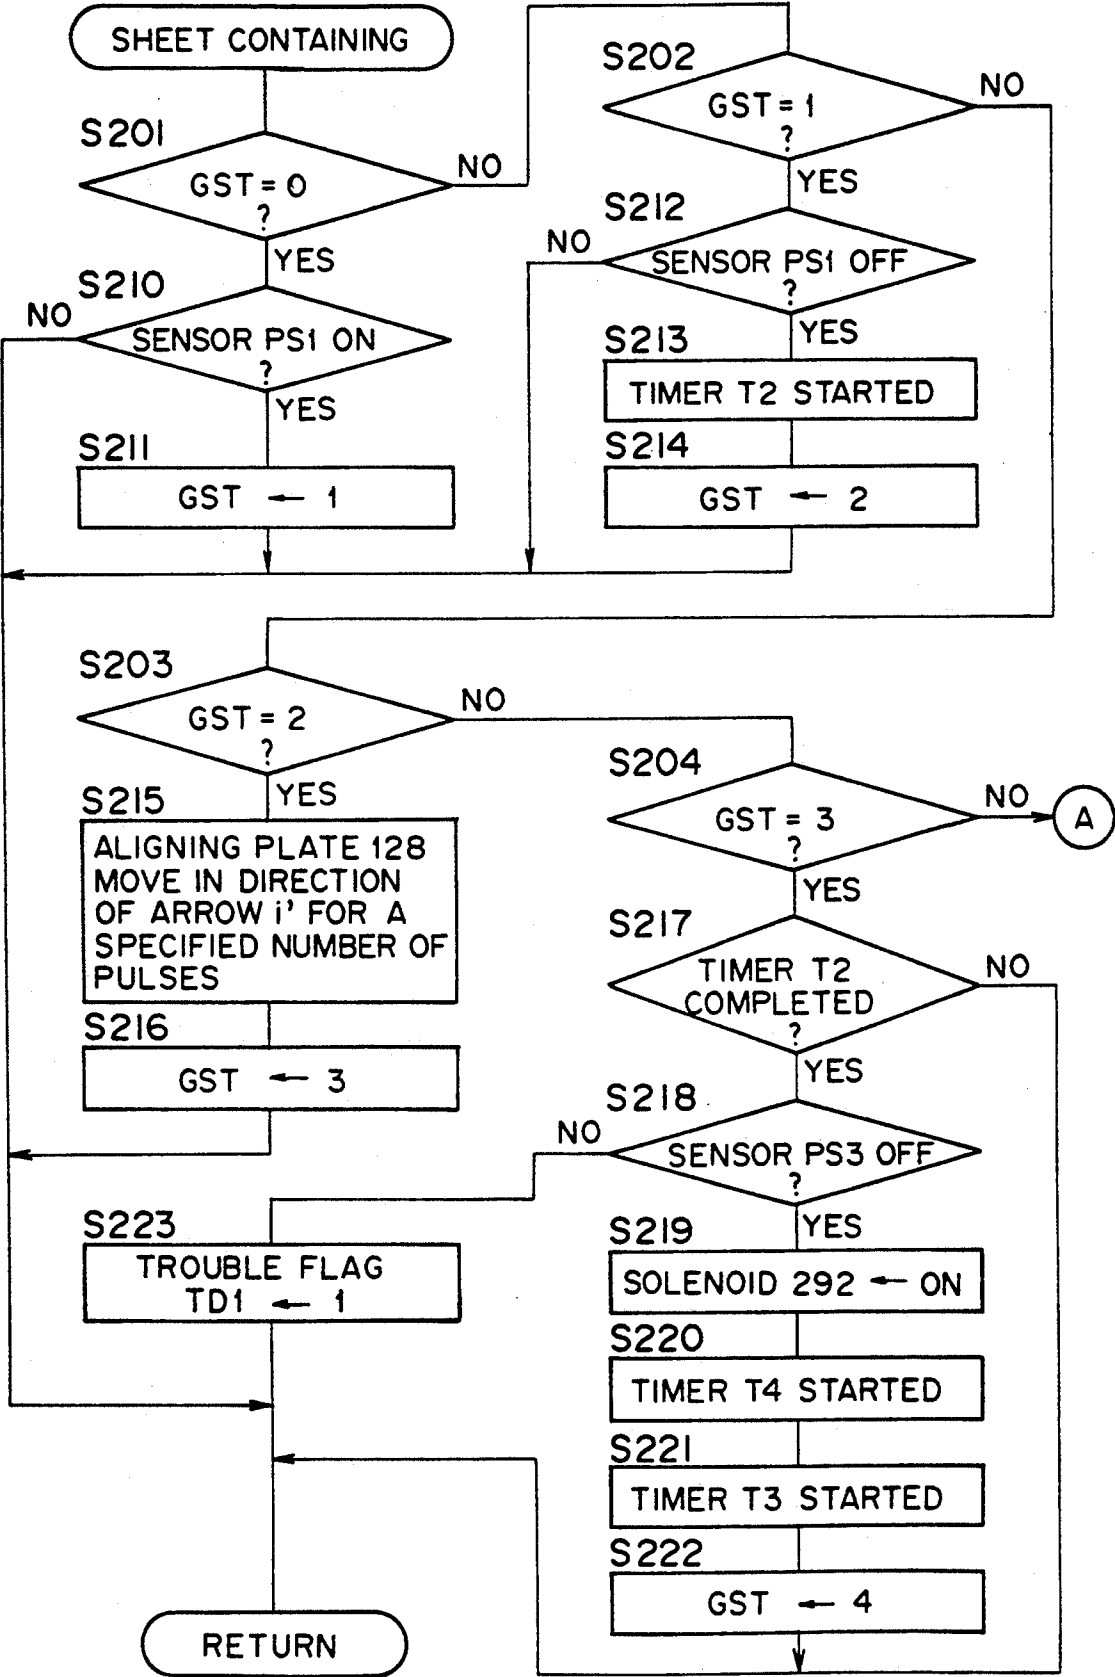 SHEET CONTAINING
S201
GST = 0
?
NO
YES
S210
NO
SENSOR PS1 ON
?
YES
S211
GST ← 1
S202
GST = 1
?
NO
YES
S212
NO
SENSOR PS1 OFF
?
YES
S213
TIMER T2 STARTED
S214
GST ← 2
S203
GST = 2
?
NO
YES
S215
ALIGNING PLATE 128
MOVE IN DIRECTION
OF ARROW i' FOR A
SPECIFIED NUMBER OF
PULSES
S216
GST ← 3
S204
GST = 3
?
NO
A
YES
S217
TIMER T2
COMPLETED
?
NO
YES
S218
NO
SENSOR PS3 OFF
?
YES
S223
TROUBLE FLAG
TD1 ← 1
S219
SOLENOID 292 ← ON
S220
TIMER T4 STARTED
S221
TIMER T3 STARTED
S222
GST ← 4
RETURN